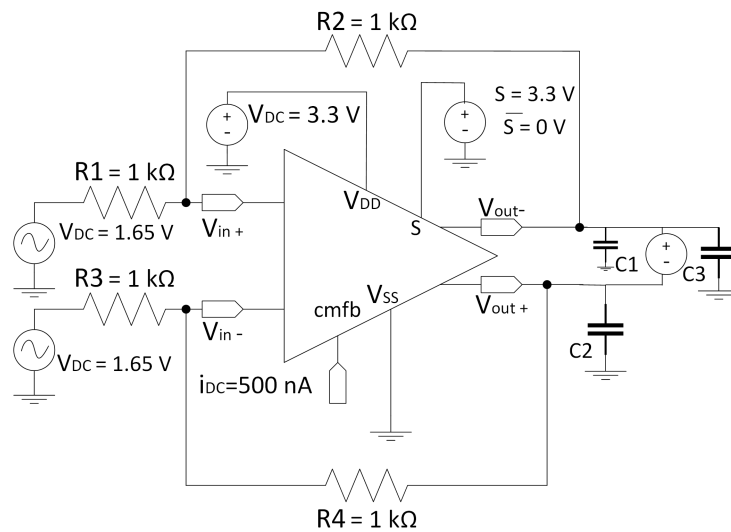 R2 = 1 kΩ
VDC = 3.3 V
S = 3.3 V
S̅ = 0 V
R1 = 1 kΩ
VDD
Vin +
S
Vout-
VDC = 1.65 V
R3 = 1 kΩ
C1
C3
VSS
Vout +
cmfb
Vin -
C2
VDC = 1.65 V
iDC=500 nA
R4 = 1 kΩ